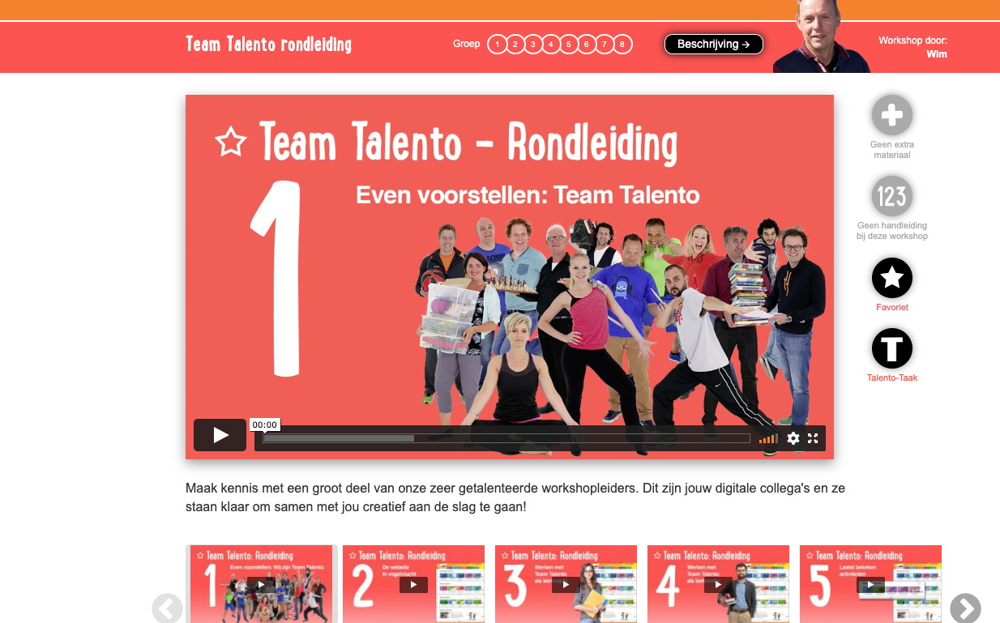 Team Talento rondleiding
Groep 1 2 3 4 5 6 7 8
Beschrijving →
Workshop door:
Wim
Team Talento – Rondleiding
1
Even voorstellen: Team Talento
00:00
Geen extra
materiaal
123
Geen handleiding
bij deze workshop
Favoriet
T
Talento-Taak
Maak kennis met een groot deel van onze zeer getalenteerde workshopleiders. Dit zijn jouw digitale collega's en ze
staan klaar om samen met jou creatief aan de slag te gaan!
Team Talento: Rondleiding
1
Even voorstellen: Wij zijn Team Talento
Team Talento: Rondleiding
2
De website
in vogelvlucht
Team Talento: Rondleiding
3
Werken met
Team Talento
als
Team Talento: Rondleiding
4
Werken met
Team Talento
als
Team Talento: Rondleiding
5
Laatst bekeken
activiteiten